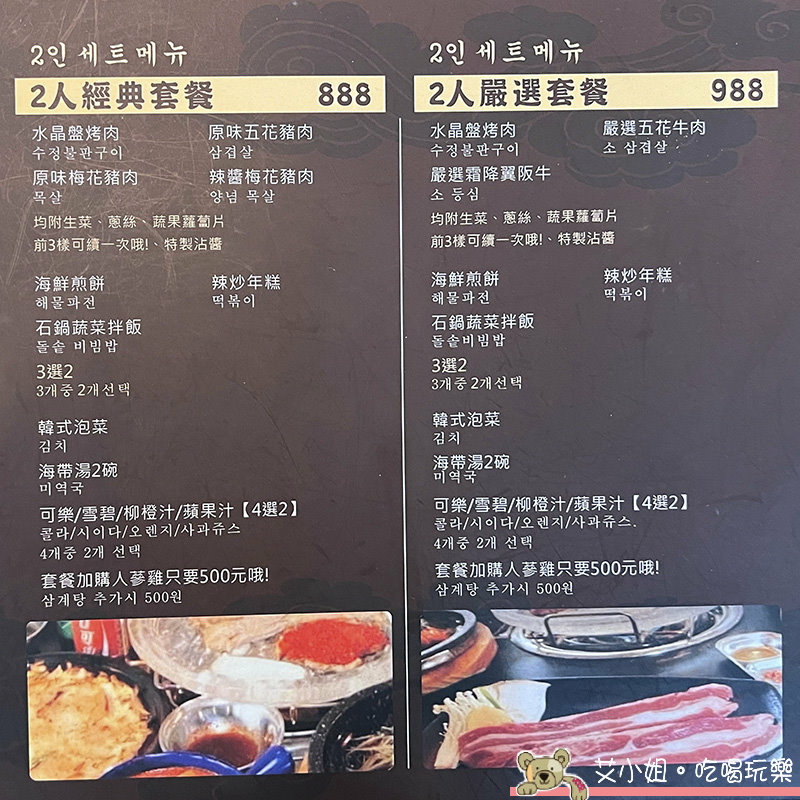 2인 세트 메뉴
2人經典套餐 888
水晶盤烤肉 原味五花豬肉
수정불판구이 삼겹살
原味梅花豬肉 辣醬梅花豬肉
목살 양념 목살
均附生菜、蔥絲、蔬果蘿蔔片
前3樣可續一次哦!、特製沾醬
海鮮煎餅 辣炒年糕
해물파전 떡볶이
石鍋蔬菜拌飯
돌솥 비빔밥
3選2
3개중 2개선택
韓式泡菜
김치
海帶湯2碗
미역국
可樂/雪碧/柳橙汁/蘋果汁【4選2】
콜라/시이다/오렌지/사과쥬스
4개중 2개 선택
套餐加購人蔘雞只要500元哦!
삼계탕 추가시 500원
2인 세트메뉴
2人嚴選套餐 988
水晶盤烤肉 嚴選五花牛肉
수정불판구이 소 삼겹살
嚴選霜降翼阪牛
소 등심
均附生菜、蔥絲、蔬果蘿蔔片
前3樣可續一次哦!、特製沾醬
海鮮煎餅 辣炒年糕
해물파전 떡볶이
石鍋蔬菜拌飯
돌솥비빔밥
3選2
3개중 2개선택
韓式泡菜
김치
海帶湯2碗
미역국
可樂/雪碧/柳橙汁/蘋果汁【4選2】
콜라/시이다/오렌지/사과쥬스.
4개중 2개 선택
套餐加購人蔘雞只要500元哦!
삼계탕 추가시 500원
艾小姐。吃喝玩樂